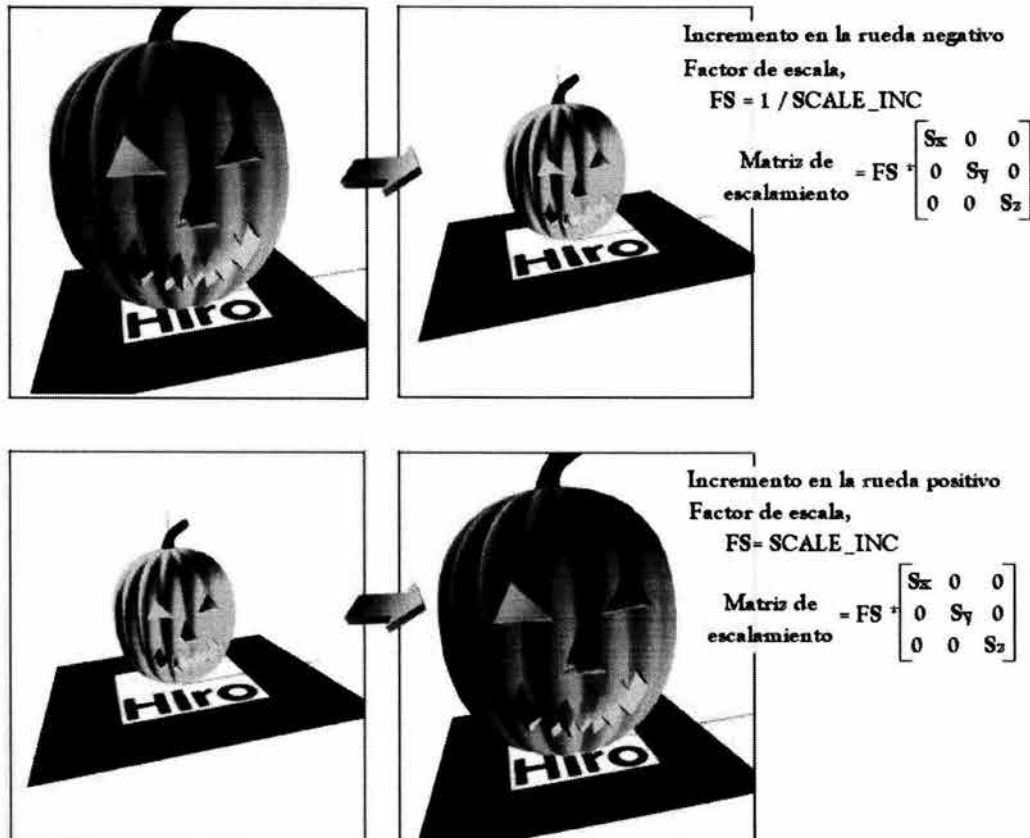 Incremento en la rueda negativo
Factor de escala,
FS = 1 / SCALE_INC
Matriz de escalamiento = FS * [Sx 0 0
0 Sy 0
0 0 Sz]
Hiro
Hiro
Incremento en la rueda positivo
Factor de escala,
FS= SCALE_INC
Matriz de escalamiento = FS * [Sx 0 0
0 Sy 0
0 0 Sz]
Hiro
Hiro